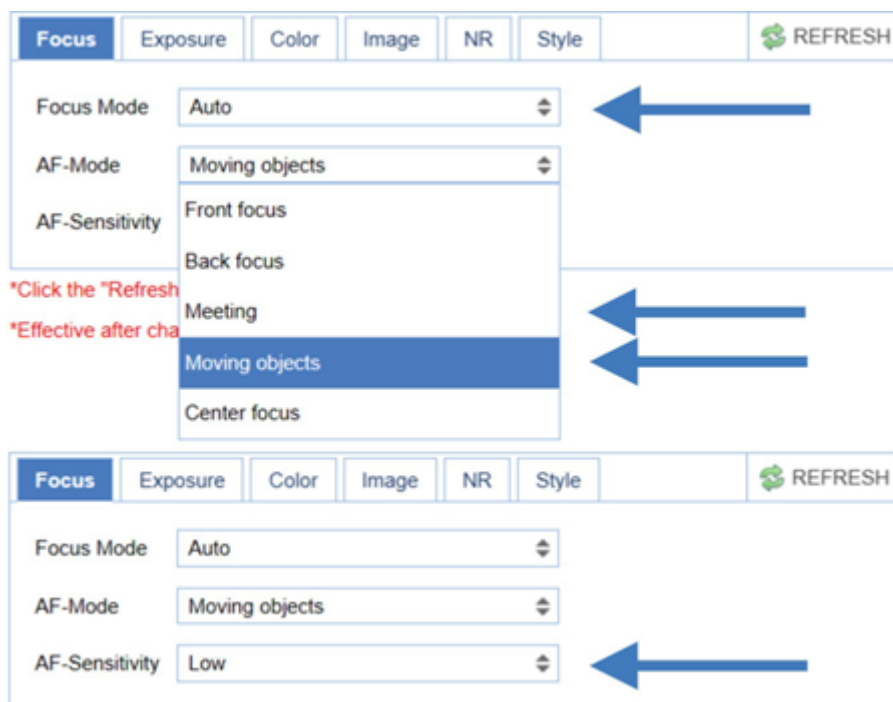 Focus Exposure Color Image NR Style REFRESH
Focus Mode Auto
AF-Mode Moving objects
Front focus
AF-Sensitivity
Back focus
*Click the "Refresh
Meeting
*Effective after cha
Moving objects
Center focus
Focus Exposure Color Image NR Style REFRESH
Focus Mode Auto
AF-Mode Moving objects
AF-Sensitivity Low